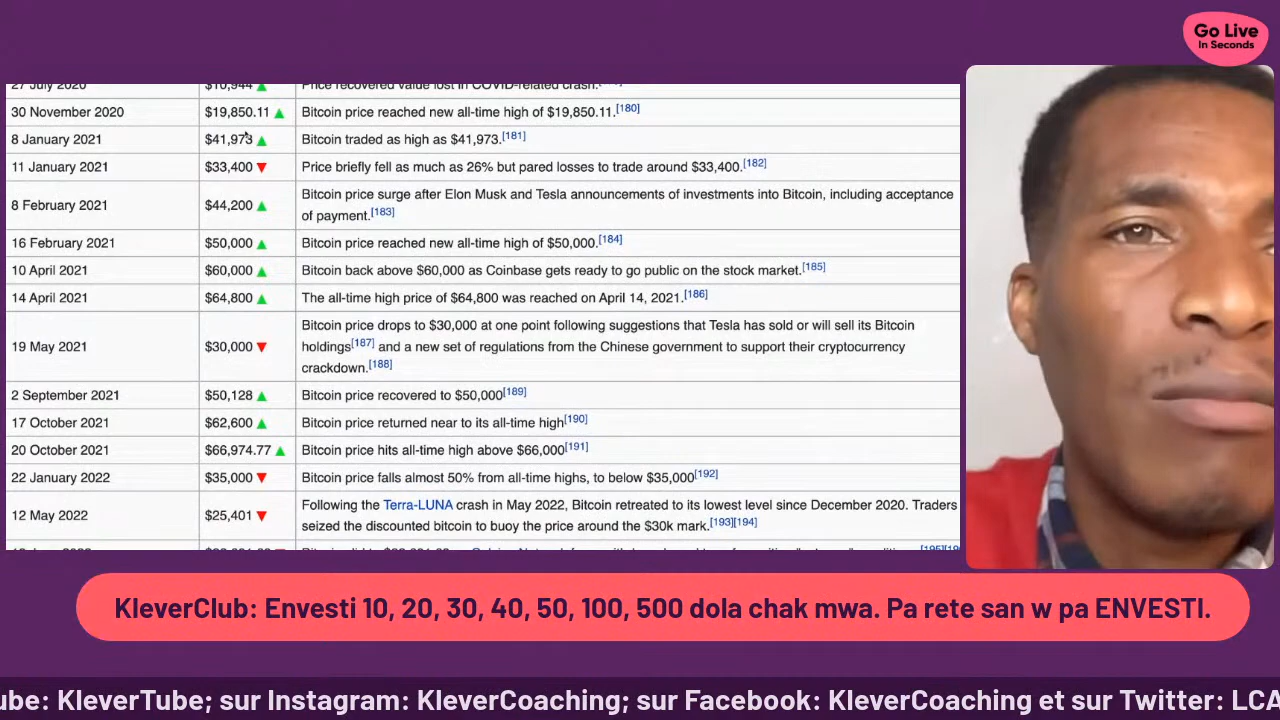 Go Live
In Seconds
27 July 2020 $10,944 ▲ Price recovered value lost in COVID-related crash.
30 November 2020 $19,850.11 ▲ Bitcoin price reached new all-time high of $19,850.11.[180]
8 January 2021 $41,973 ▲ Bitcoin traded as high as $41,973.[181]
11 January 2021 $33,400 ▼ Price briefly fell as much as 26% but pared losses to trade around $33,400.[182]
8 February 2021 $44,200 ▲ Bitcoin price surge after Elon Musk and Tesla announcements of investments into Bitcoin, including acceptance
of payment.[183]
16 February 2021 $50,000 ▲ Bitcoin price reached new all-time high of $50,000.[184]
10 April 2021 $60,000 ▲ Bitcoin back above $60,000 as Coinbase gets ready to go public on the stock market.[185]
14 April 2021 $64,800 ▲ The all-time high price of $64,800 was reached on April 14, 2021.[186]
19 May 2021 $30,000 ▼ Bitcoin price drops to $30,000 at one point following suggestions that Tesla has sold or will sell its Bitcoin
holdings[187] and a new set of regulations from the Chinese government to support their cryptocurrency
crackdown.[188]
2 September 2021 $50,128 ▲ Bitcoin price recovered to $50,000[189]
17 October 2021 $62,600 ▲ Bitcoin price returned near to its all-time high[190]
20 October 2021 $66,974.77 ▲ Bitcoin price hits all-time high above $66,000[191]
22 January 2022 $35,000 ▼ Bitcoin price falls almost 50% from all-time highs, to below $35,000[192]
12 May 2022 $25,401 ▼ Following the Terra-LUNA crash in May 2022, Bitcoin retreated to its lowest level since December 2020. Traders
seized the discounted bitcoin to buoy the price around the $30k mark.[193][194]
KleverClub: Envesti 10, 20, 30, 40, 50, 100, 500 dola chak mwa. Pa rete san w pa ENVESTI.
ube: KleverTube; sur Instagram: KleverCoaching; sur Facebook: KleverCoaching et sur Twitter: LCA